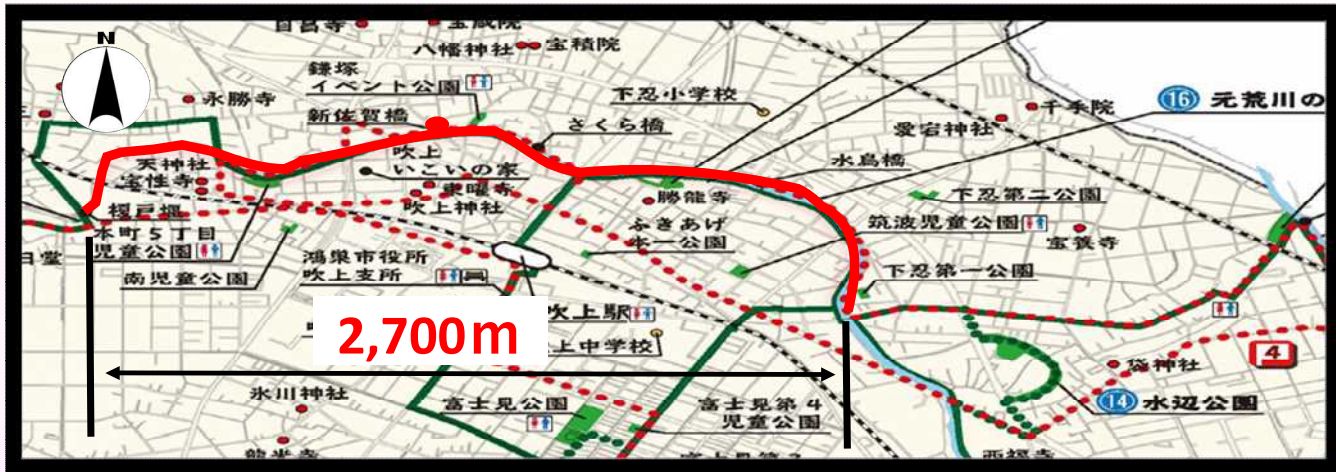 N
宝蔵院
八幡神社
宝積院
鎌塚
イベント公園
下忍小学校
永勝寺
新佐賀橋
さくら橋
千手院
16 元荒川の
愛宕神社
水鳥橋
天神社
宝性寺
吹上
いこいの家
東曜寺
吹上神社
勝龍寺
下忍第二公園
榎戸堰
本町5丁目
児童公園
ふきあげ
本一公園
筑波児童公園
宝養寺
日堂
南児童公園
鴻巣市役所
吹上支所
下忍第一公園
吹上駅
2,700m
上中学校
4
袋神社
氷川神社
富士見公園
富士見第4
児童公園
14 水辺公園
西福寺